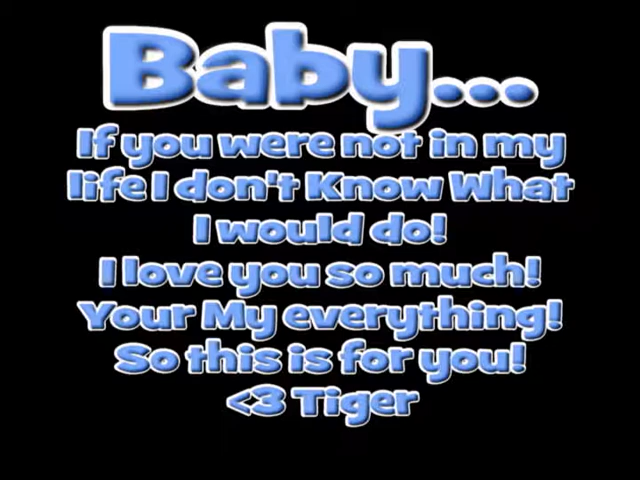 Baby...
If you were not in my
life I don't Know What
I would do!
I love you so much!
Your My everything!
So this is for you!
<3 Tiger